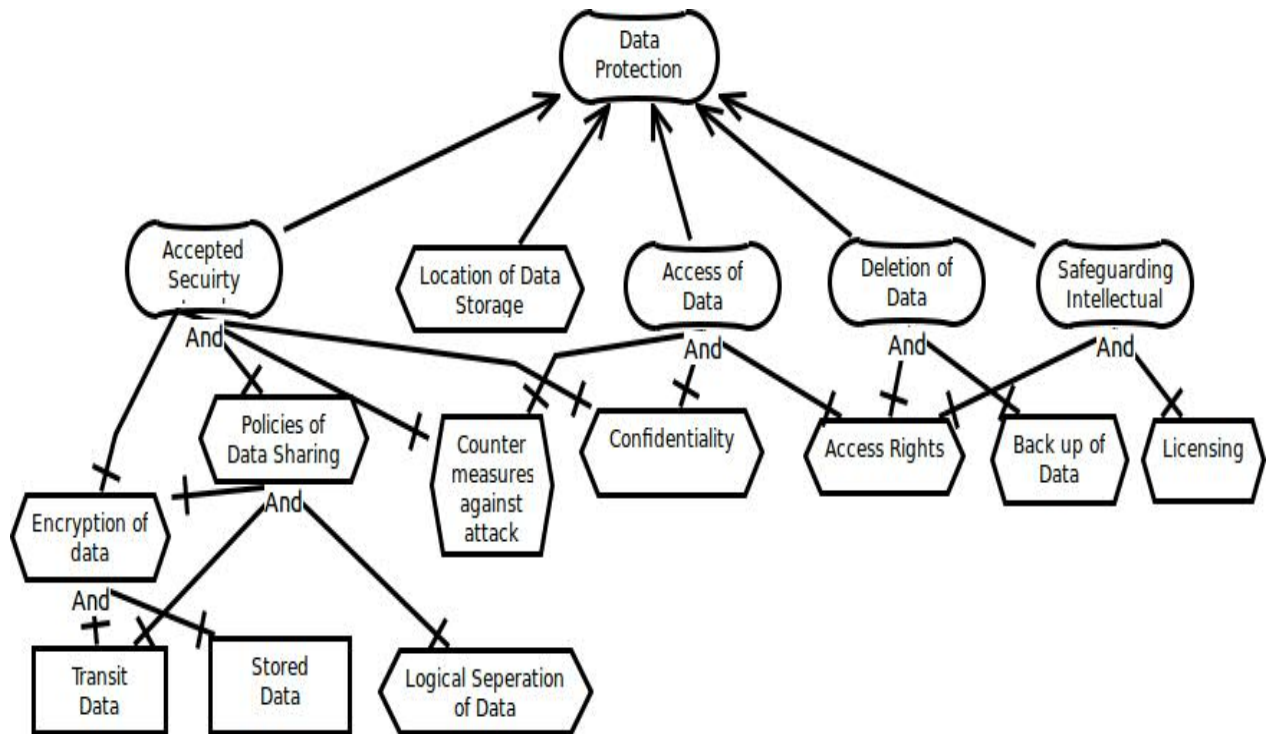 Data
Protection
Accepted
Secuirty
Location of Data
Storage
Access of
Data
Deletion of
Data
Safeguarding
Intellectual
And
And
And
And
Policies of
Data Sharing
Counter
measures
against
attack
Confidentiality
Access Rights
Back up of
Data
Licensing
And
Encryption of
data
And
Transit
Data
Stored
Data
Logical Seperation
of Data